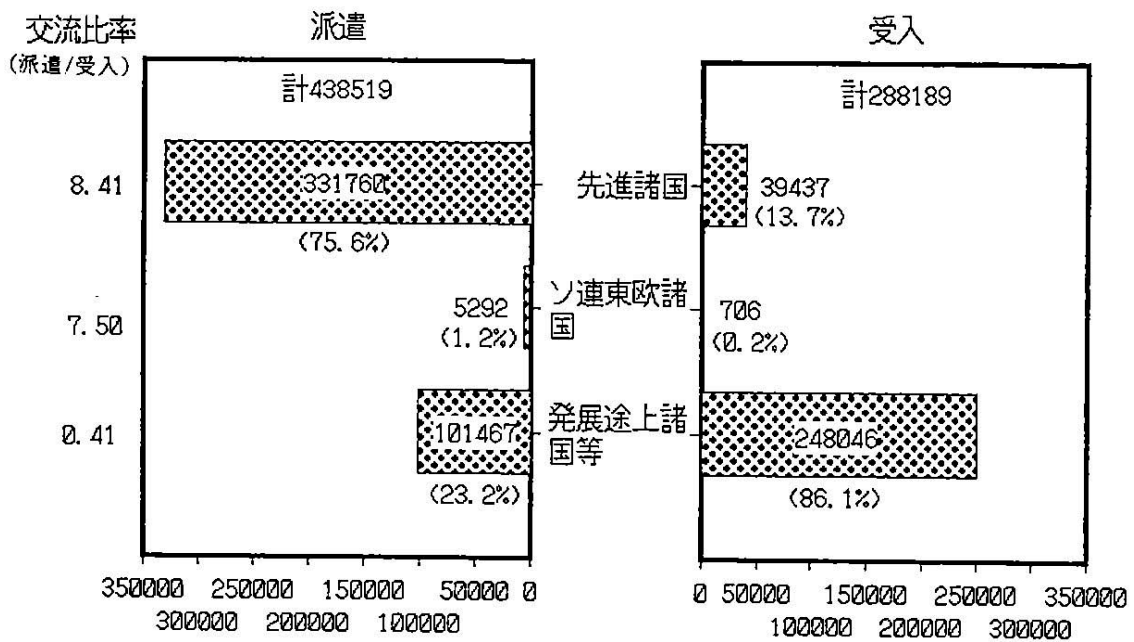 交流比率
(派遣/受入)
派遣
受入
計438519
計288189
8.41
331760
(75.6%)
先進諸国
39437
(13.7%)
7.50
5292
(1.2%)
ソ連東欧諸
国
706
(0.2%)
0.41
101467
(23.2%)
発展途上諸
国等
248046
(86.1%)
350000 250000 150000 50000 0
300000 200000 100000
0 50000 150000 250000 350000
100000 200000 300000